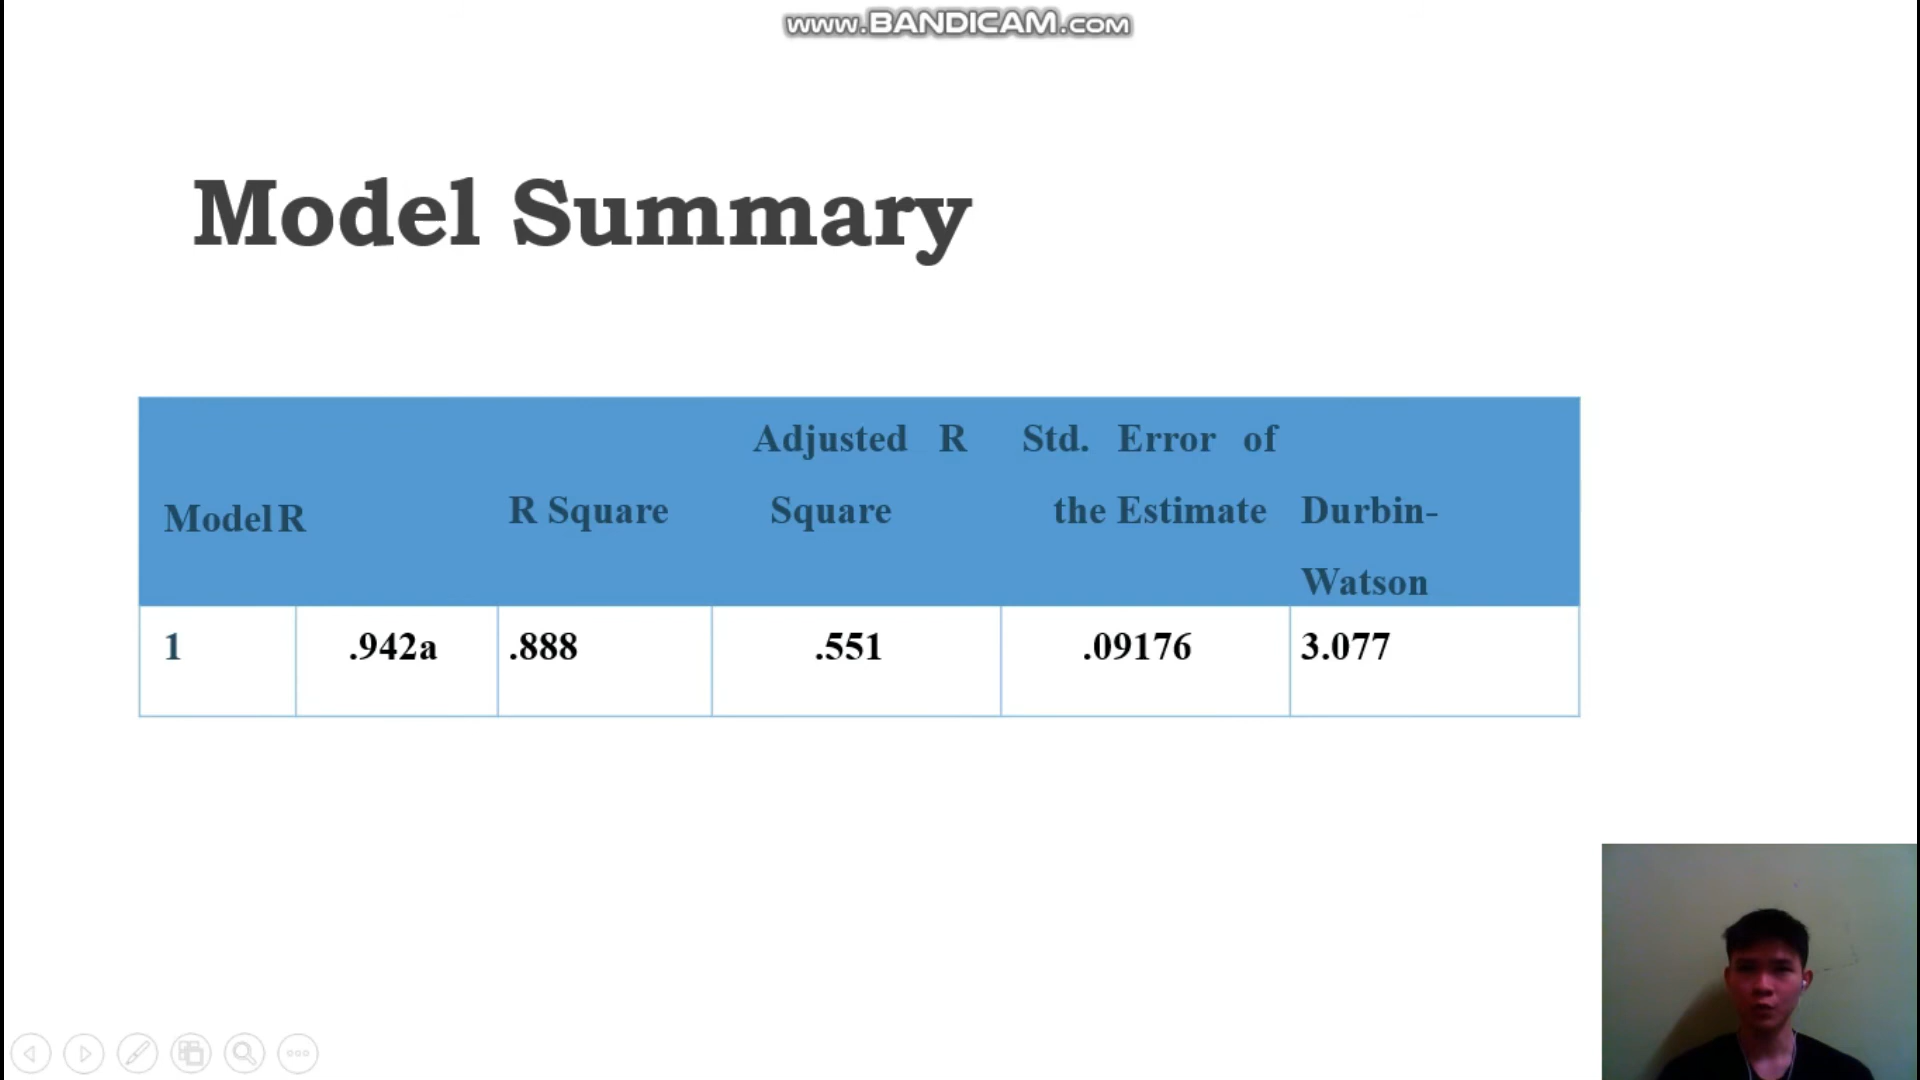 www.BANDICAM.com
Model Summary
Adjusted R Std. Error of
Model R R Square Square the Estimate Durbin-
Watson
1 .942a .888 .551 .09176 3.077